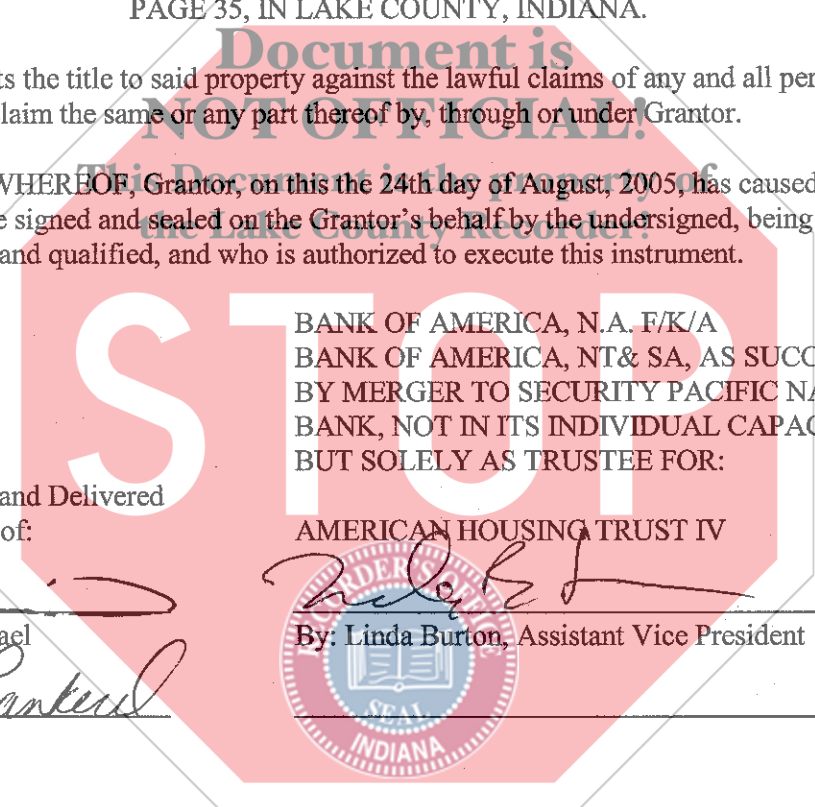 PAGE 35, IN LAKE COUNTY, INDIANA.
Document is
ts the title to said property against the lawful claims of any and all per
laim the same or any part thereof by, through or under Grantor.
NOT OFFICIAL!
This Document is the property of
WHEREOF, Grantor, on this the 24th day of August, 2005, has caused
e signed and sealed on the Grantor's behalf by the undersigned, being
the Lake County Recorder!
and qualified, and who is authorized to execute this instrument.
STOP
BANK OF AMERICA, N.A. F/K/A
BANK OF AMERICA, NT& SA, AS SUCC
BY MERGER TO SECURITY PACIFIC NA
BANK, NOT IN ITS INDIVIDUAL CAPAC
BUT SOLELY AS TRUSTEE FOR:
and Delivered
of:
AMERICAN HOUSING TRUST IV
ael
By: Linda Burton, Assistant Vice President
RECORDER'S OFFICE
SEAL
INDIANA